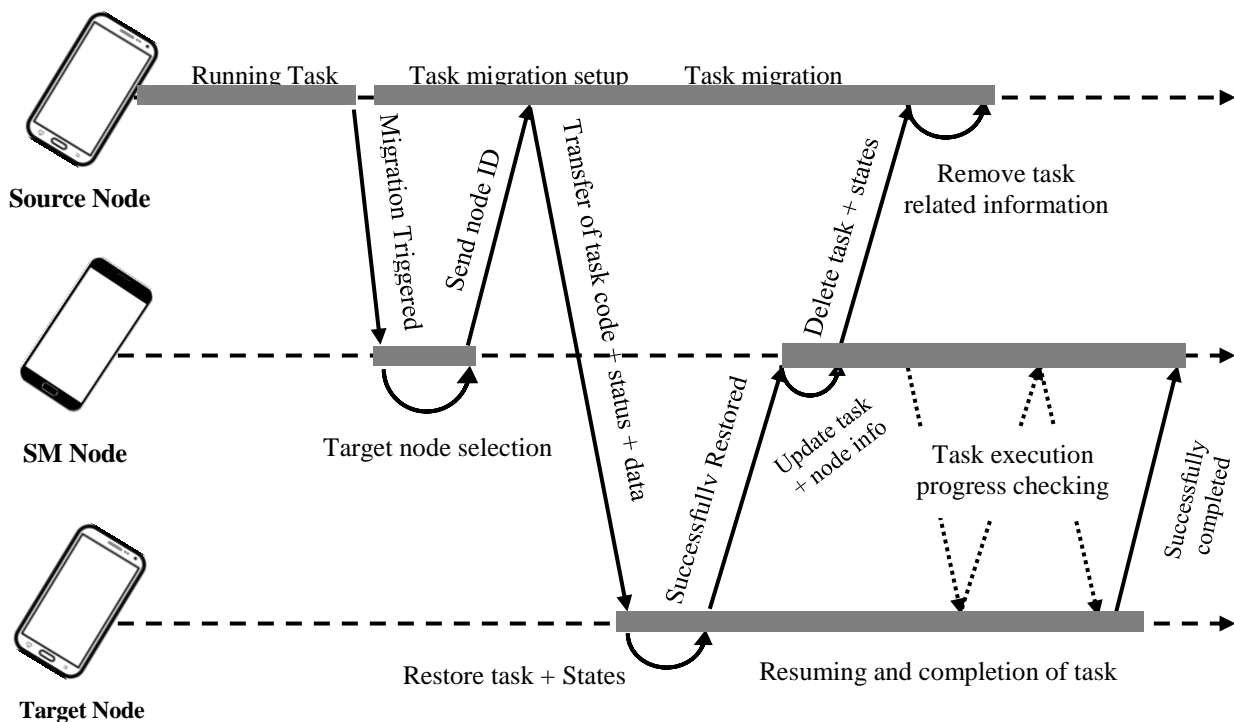 Running Task
Task migration setup
Task migration
Source Node
Migration Triggered
Send node ID
Transfer of task code + status + data
Delete task + states
Remove task
related information
SM Node
Target node selection
Successfully Restored
Update task
+ node info
Task execution
progress checking
Successfully
completed
Target Node
Restore task + States
Resuming and completion of task